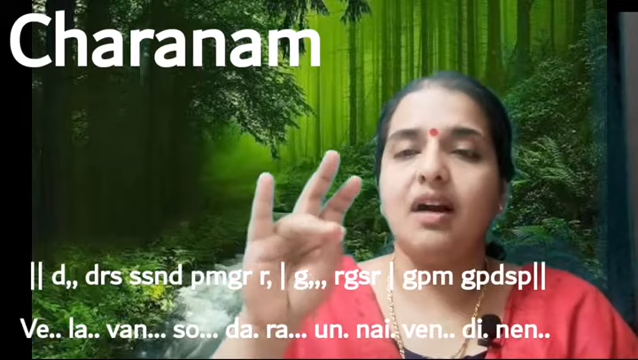 Charanam
|| d,, drs ssnd pmgr r, | g,,, rgsr | gpm gpdsp||
Ve.. la.. van... so... da. ra... un. nai. ven.. di. nen..